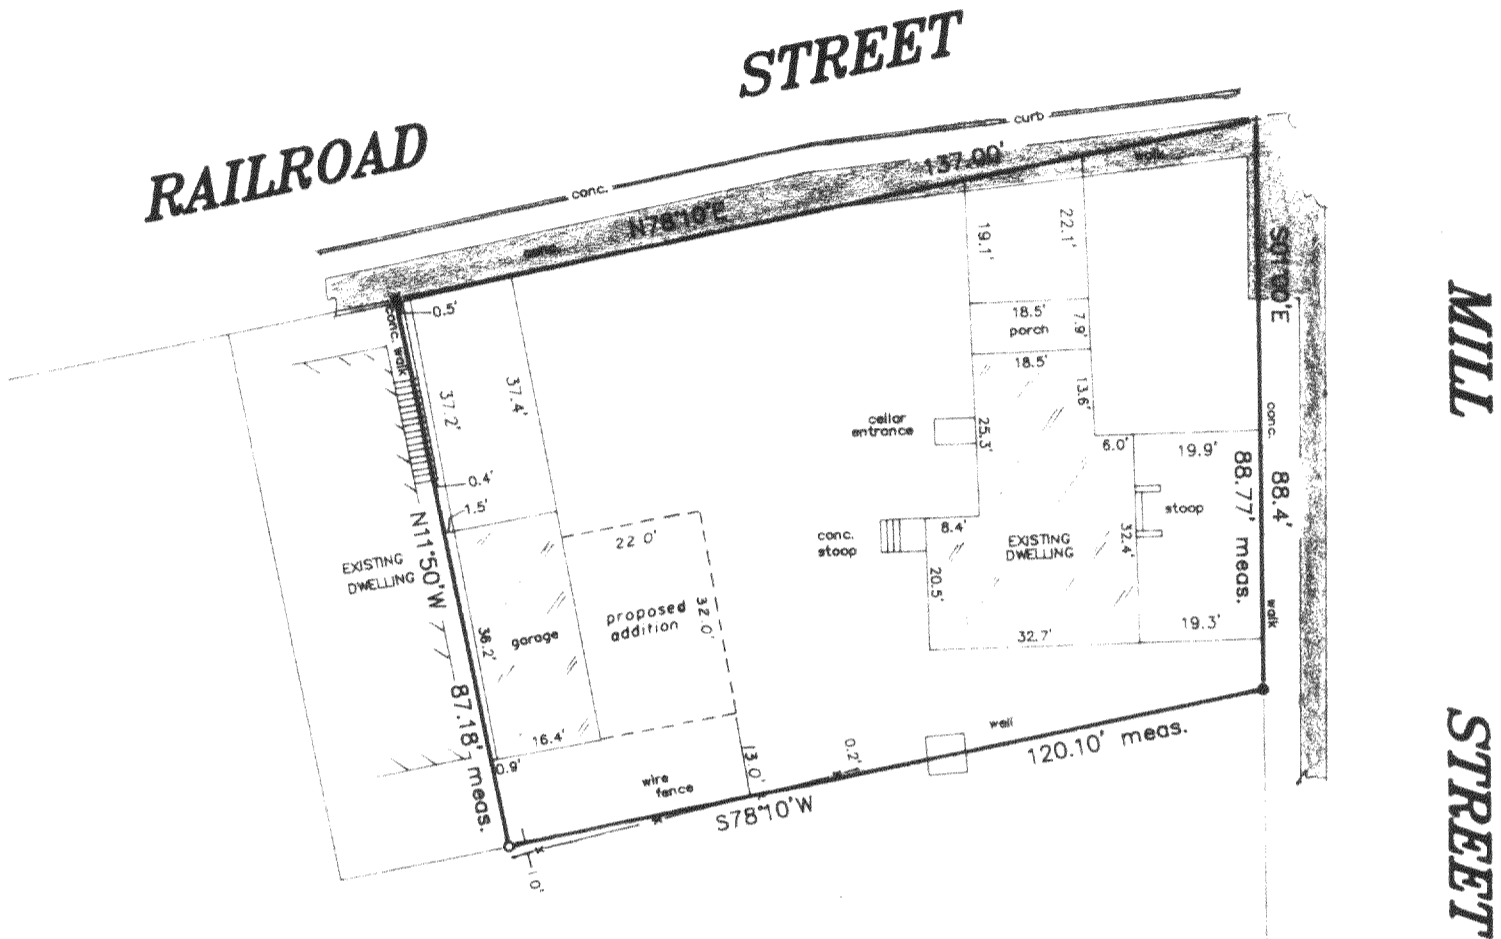 RAILROAD STREET
curb
conc.
137.00'
walk
N78°10'E
0.5'
conc. walk
19.1'
22.1'
18.5'
porch
7.9'
18.5'
13.6'
37.2'
37.4'
cellar
entrance
25.3'
6.0'
19.9'
conc.
88.77' meas.
88.4'
MILL STREET
0.4'
1.5'
N11°50'W
87.18' meas.
EXISTING
DWELLING
22.0'
conc.
stoop
8.4'
EXISTING
DWELLING
32.4'
stoop
20.5'
32.7'
19.3'
walk
garage
proposed
addition
32.0'
16.4'
0.9'
wire
fence
13.0'
0.2'
well
120.10' meas.
S78°10'W
1.0'